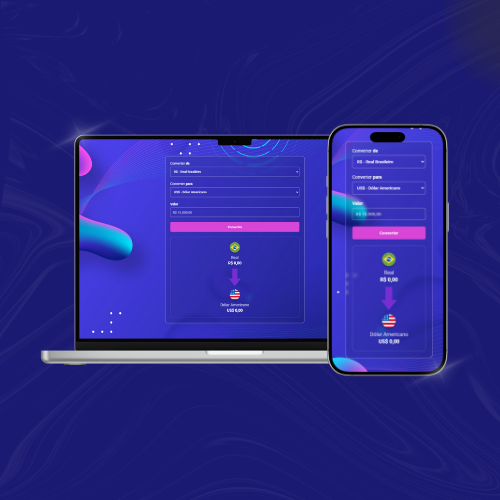 Converter de
R$ - Real Brasileiro
Converter para
US$ - Dólar Americano
Valor
R$ 10.000,00
Converter
Real
R$ 0,00
Dólar Americano
US$ 0,00
Converter de
R$ - Real Brasileiro
Converter para
US$ - Dólar Americano
Valor
R$ 10.000,00
Converter
Real
R$ 0,00
Dólar Americano
US$ 0,00